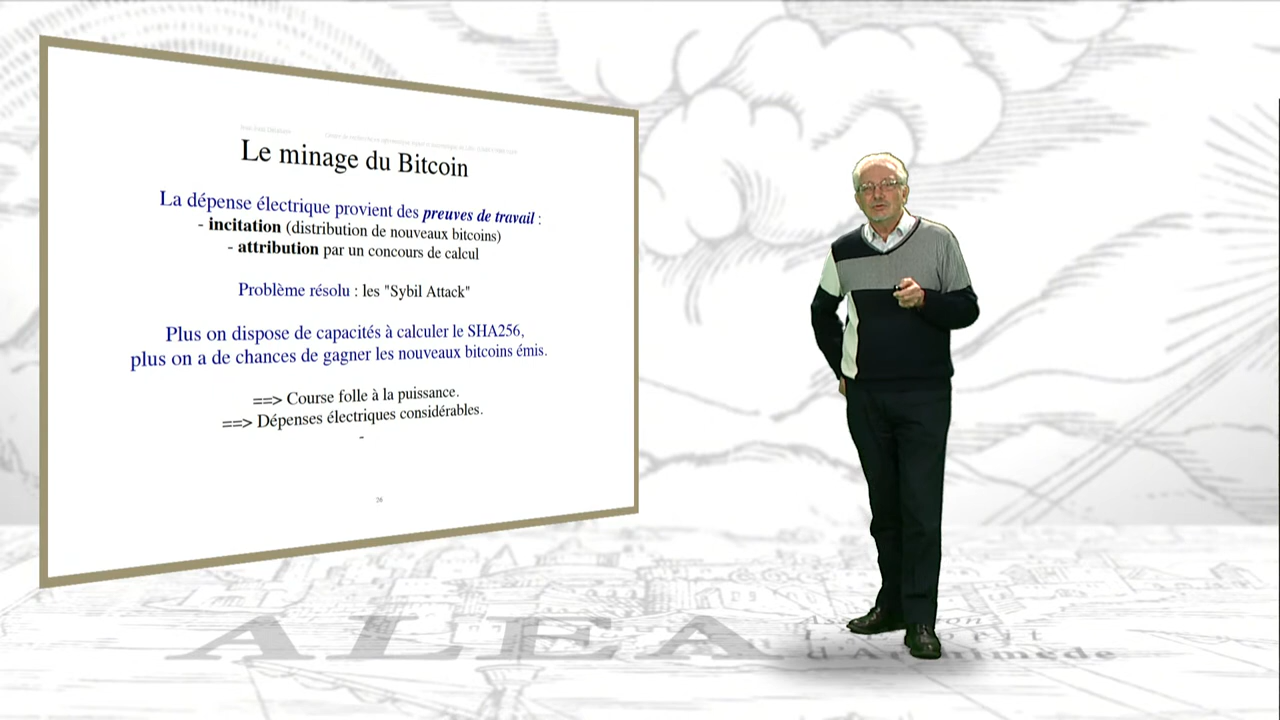 Le minage du Bitcoin
La dépense électrique provient des preuves de travail :
- incitation (distribution de nouveaux bitcoins)
- attribution par un concours de calcul
Problème résolu : les "Sybil Attack"
Plus on dispose de capacités à calculer le SHA256,
plus on a de chances de gagner les nouveaux bitcoins émis.
==> Course folle à la puissance.
==> Dépenses électriques considérables.
-
26
ALEA
d'Archimède